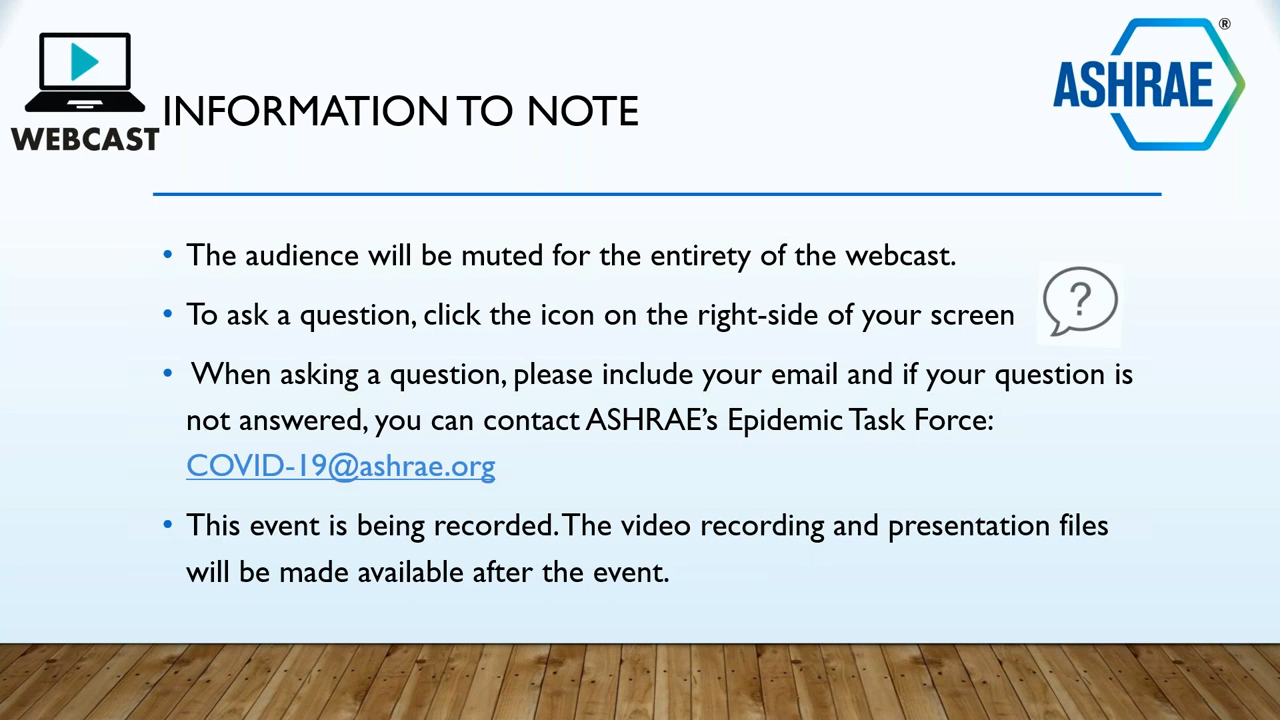 WEBCAST
INFORMATION TO NOTE
ASHRAE®
• The audience will be muted for the entirety of the webcast.
• To ask a question, click the icon on the right-side of your screen
?
• When asking a question, please include your email and if your question is
not answered, you can contact ASHRAE’s Epidemic Task Force:
COVID-19@ashrae.org
• This event is being recorded. The video recording and presentation files
will be made available after the event.